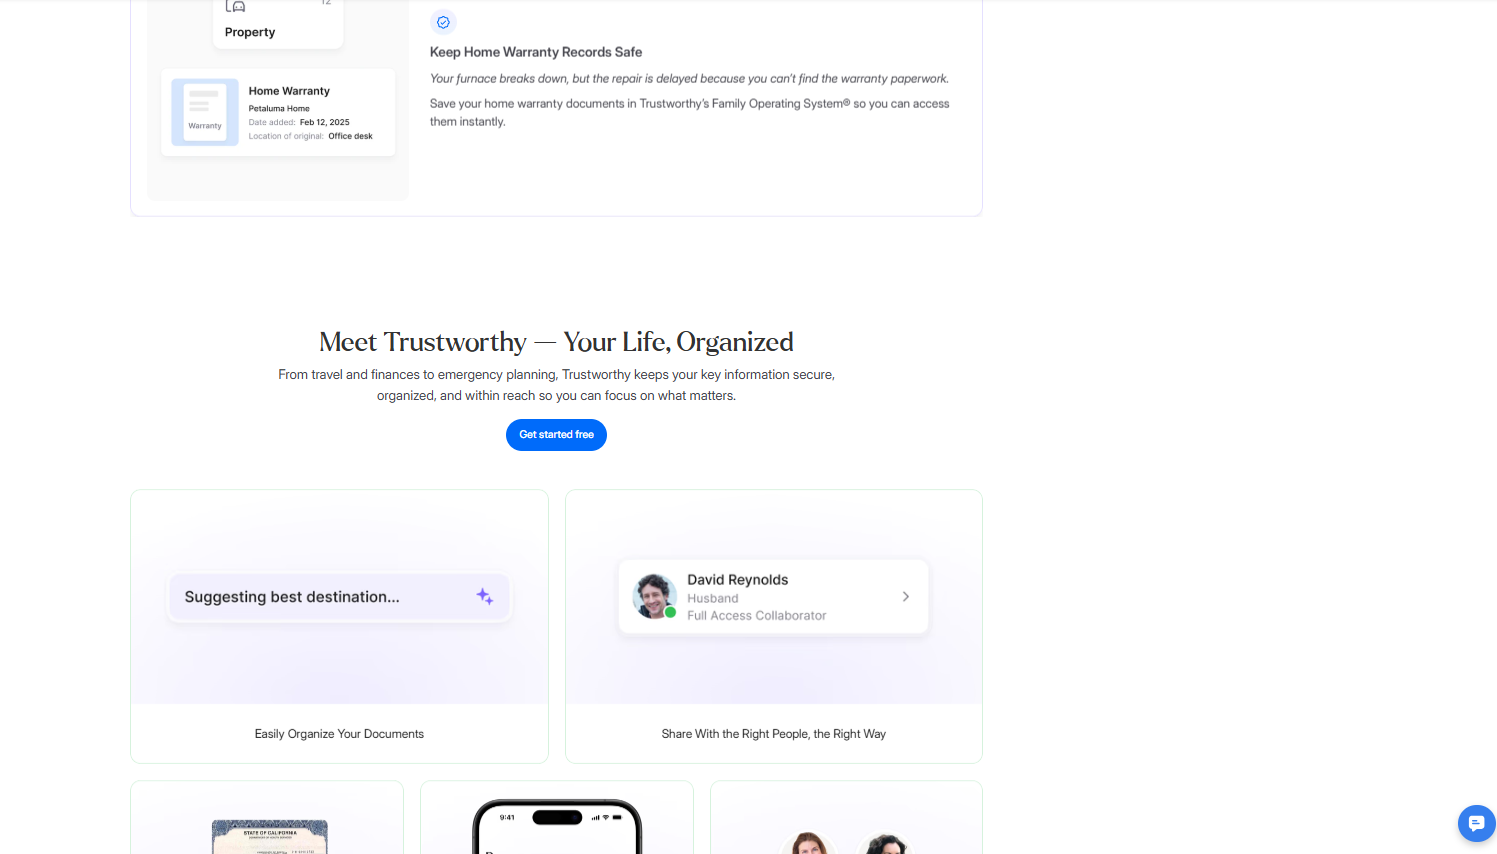 12
Property
Warranty
Home Warranty
Petaluma Home
Date added: Feb 12, 2025
Location of original: Office desk
Keep Home Warranty Records Safe
Your furnace breaks down, but the repair is delayed because you can't find the warranty paperwork.
Save your home warranty documents in Trustworthy's Family Operating System® so you can access
them instantly.
Meet Trustworthy — Your Life, Organized
From travel and finances to emergency planning, Trustworthy keeps your key information secure,
organized, and within reach so you can focus on what matters.
Get started free
Suggesting best destination...
Easily Organize Your Documents
David Reynolds
Husband
Full Access Collaborator
Share With the Right People, the Right Way
STATE OF CALIFORNIA
9:41